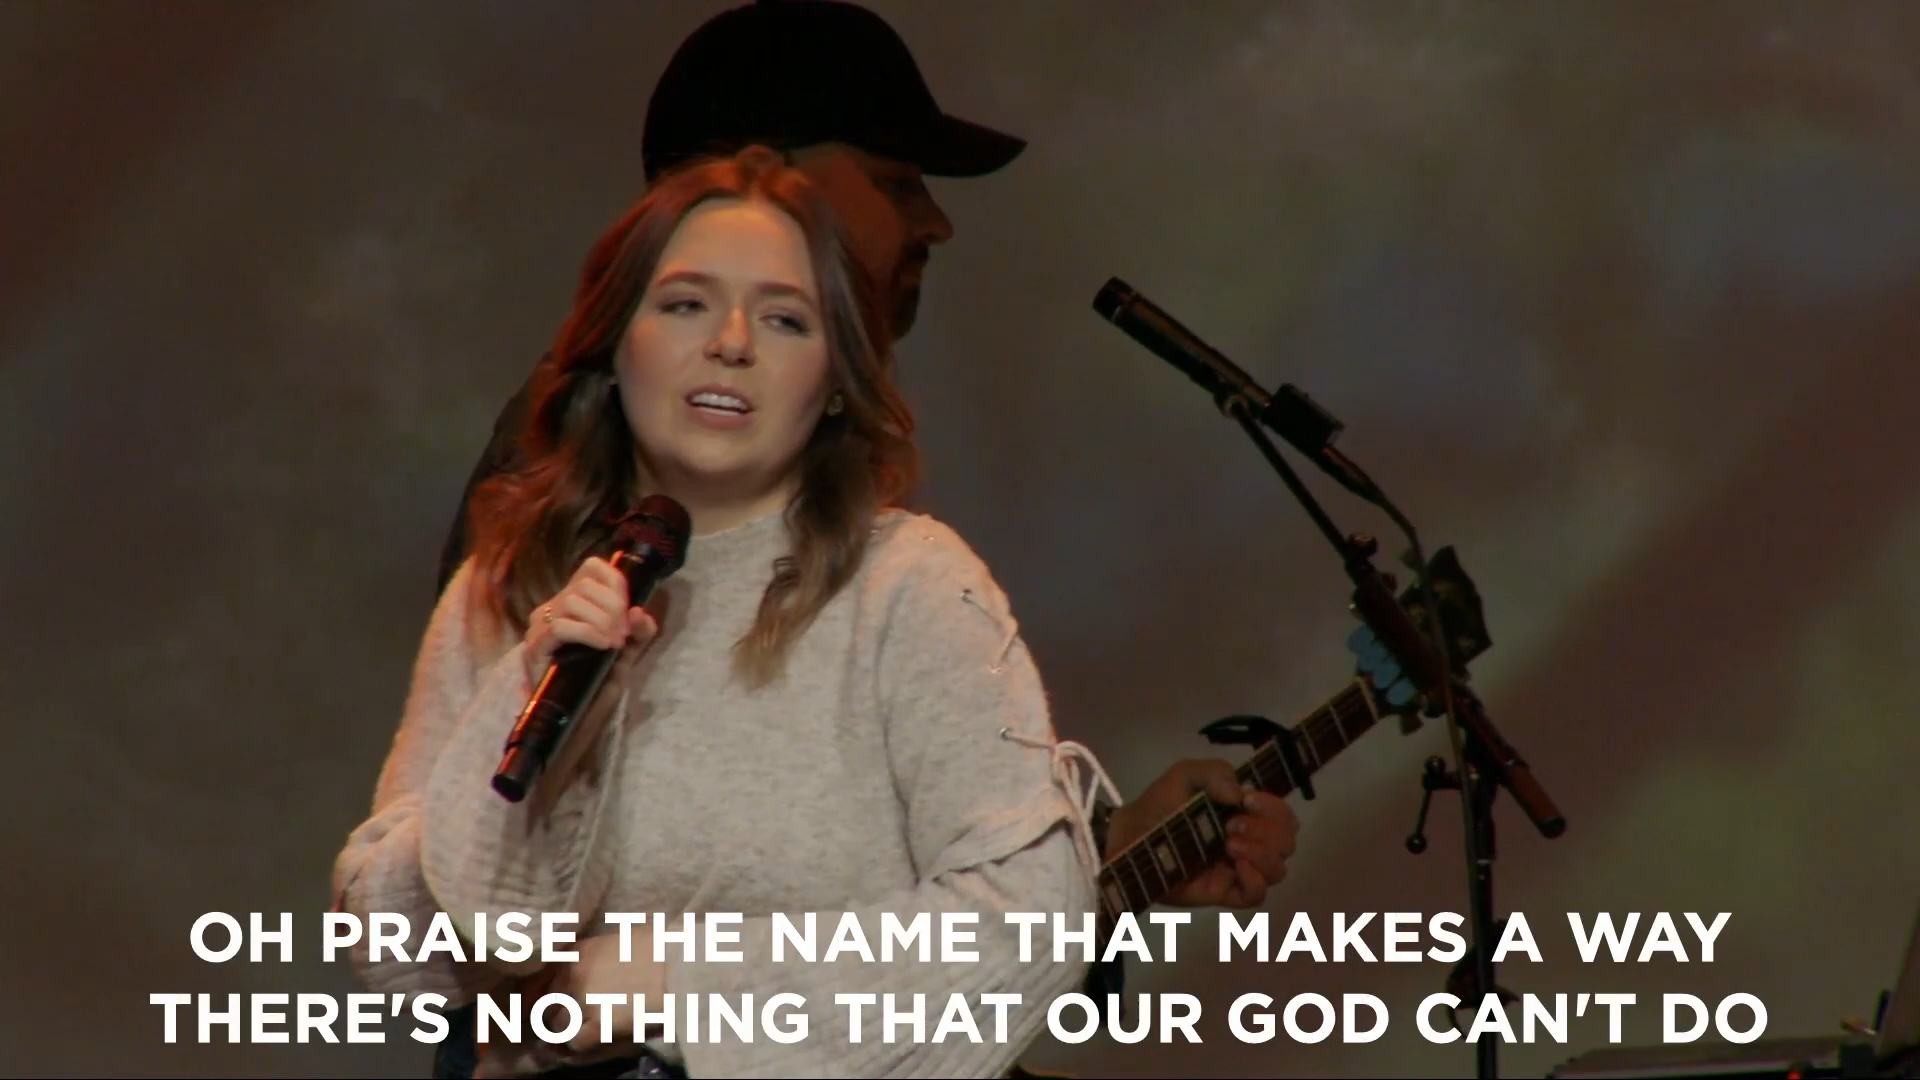 OH PRAISE THE NAME THAT MAKES A WAY
THERE'S NOTHING THAT OUR GOD CAN'T DO